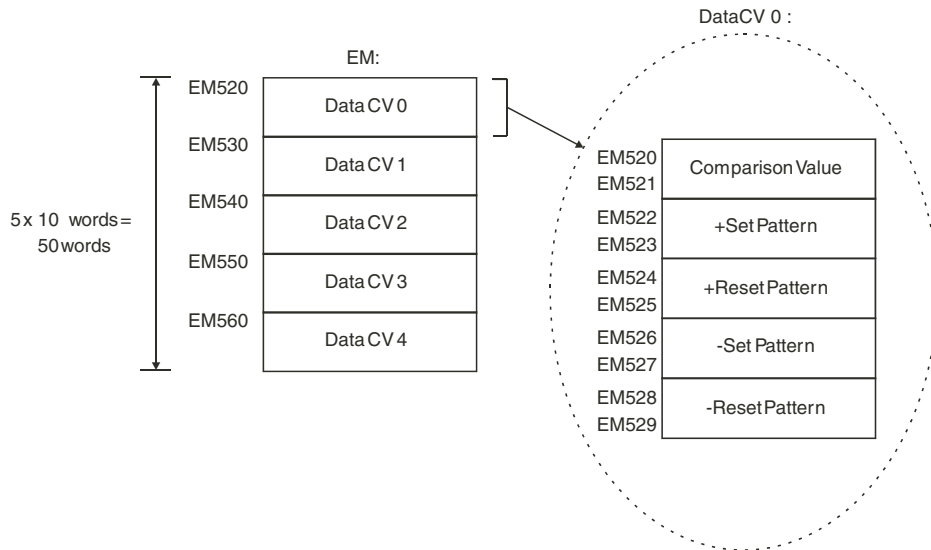 DataCV 0 :
EM:
EM520
Data CV 0
EM530
Data CV 1
EM540
Data CV 2
EM550
Data CV 3
EM560
Data CV 4
5 x 10 words =
50 words
EM520
EM521
Comparison Value
EM522
EM523
+Set Pattern
EM524
EM525
+Reset Pattern
EM526
EM527
-Set Pattern
EM528
EM529
-Reset Pattern